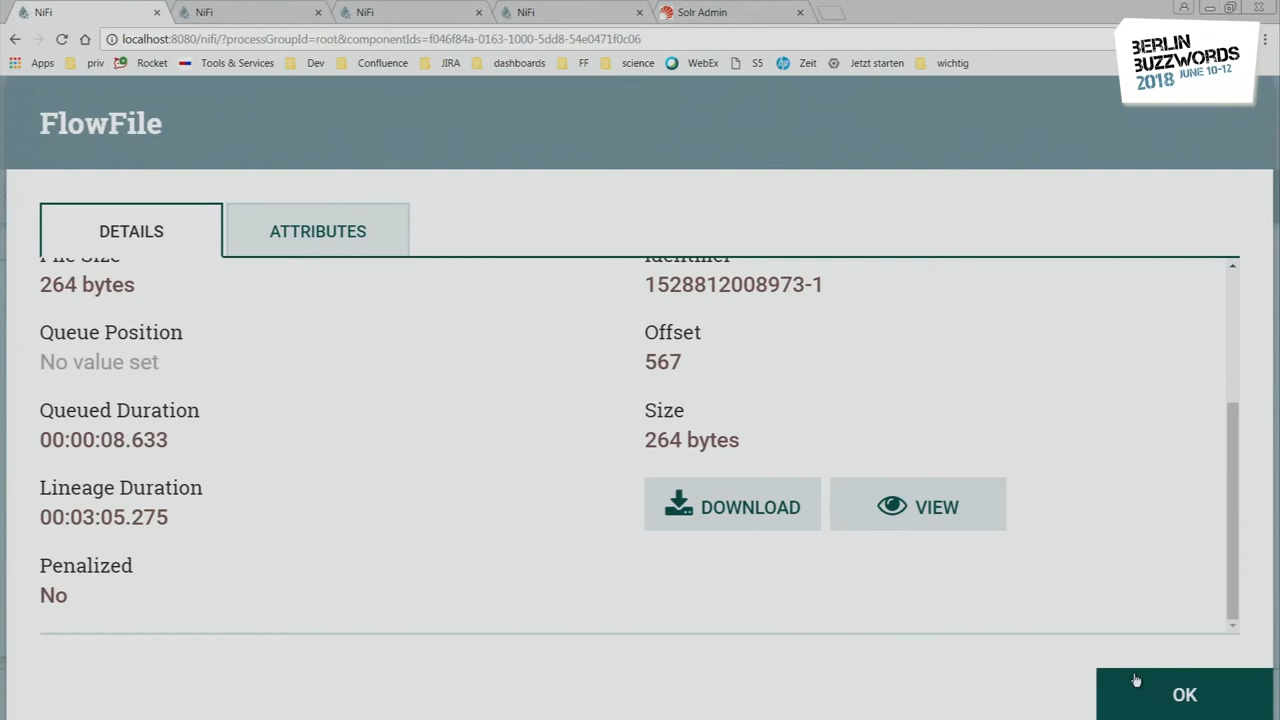 NiFi
NiFi
NiFi
NiFi
Solr Admin
localhost:8080/nifi/?processGroupId=root&componentIds=f046f84a-0163-1000-5dd8-54e0471f0c06
Apps
priv
Rocket
Tools & Services
Dev
Confluence
JIRA
dashboards
FF
science
WebEx
S5
Zeit
Jetzt starten
wichtig
BERLIN
BUZZWORDS
2018 JUNE 10-12
FlowFile
DETAILS
ATTRIBUTES
File Size
264 bytes
Identifier
1528812008973-1
Queue Position
No value set
Offset
567
Queued Duration
00:00:08.633
Size
264 bytes
Lineage Duration
00:03:05.275
DOWNLOAD
VIEW
Penalized
No
OK